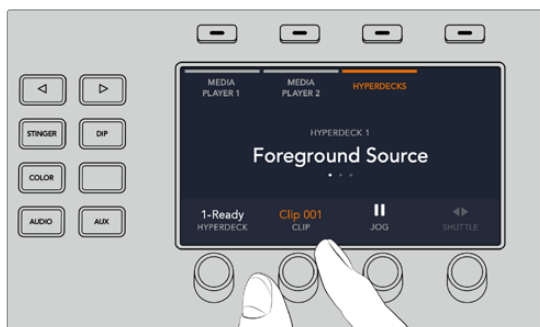 MEDIA PLAYER 1
MEDIA PLAYER 2
HYPERDECKS
HYPERDECK 1
Foreground Source
1-Ready
HYPERDECK
Clip 001
CLIP
JOG
SHUTTLE
STINGER
DIP
COLOR
AUDIO
AUX